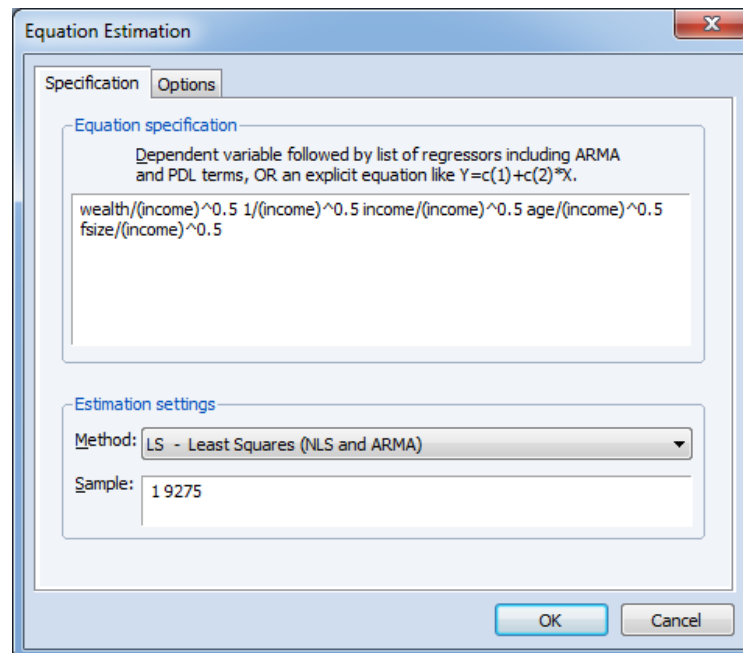 Equation Estimation
Specification
Options
Equation specification
Dependent variable followed by list of regressors including ARMA
and PDL terms, OR an explicit equation like Y=c(1)+c(2)*X.
wealth/(income)^0.5 1/(income)^0.5 income/(income)^0.5 age/(income)^0.5
fsize/(income)^0.5
Estimation settings
Method: LS - Least Squares (NLS and ARMA)
Sample: 1 9275
OK
Cancel